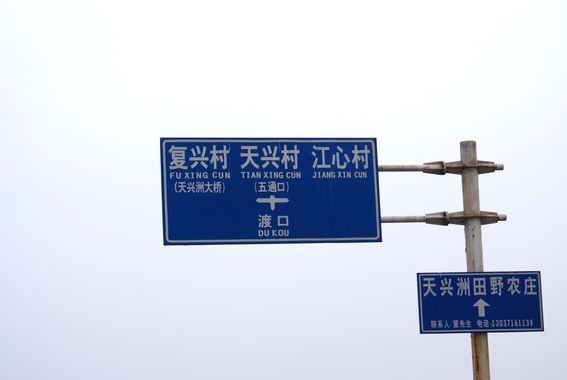 复兴村 天兴村 江心村
FU XING CUN TIAN XING CUN JIANG XIN CUN
(天兴洲大桥) (五通口)
渡口
DU KOU
天兴洲田野农庄
联系人:董先生 电话:13037161139